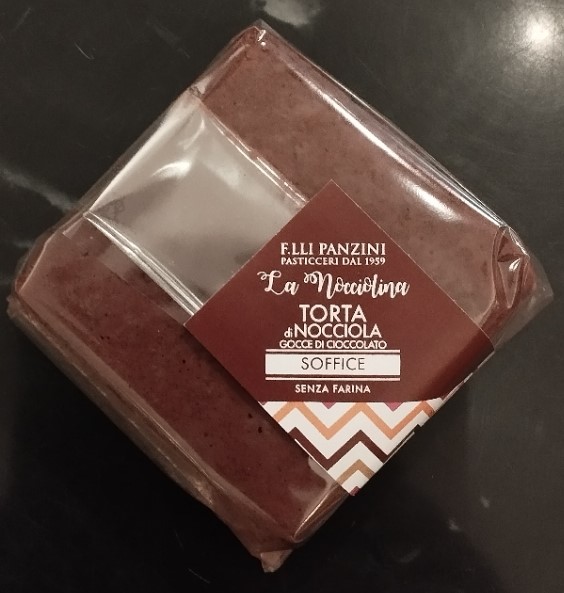 F.LLI PANZINI
PASTICCERI DAL 1959
La Nocciolina
TORTA
di NOCCIOLA
GOCCE DI CIOCCOLATO
SOFFICE
SENZA FARINA